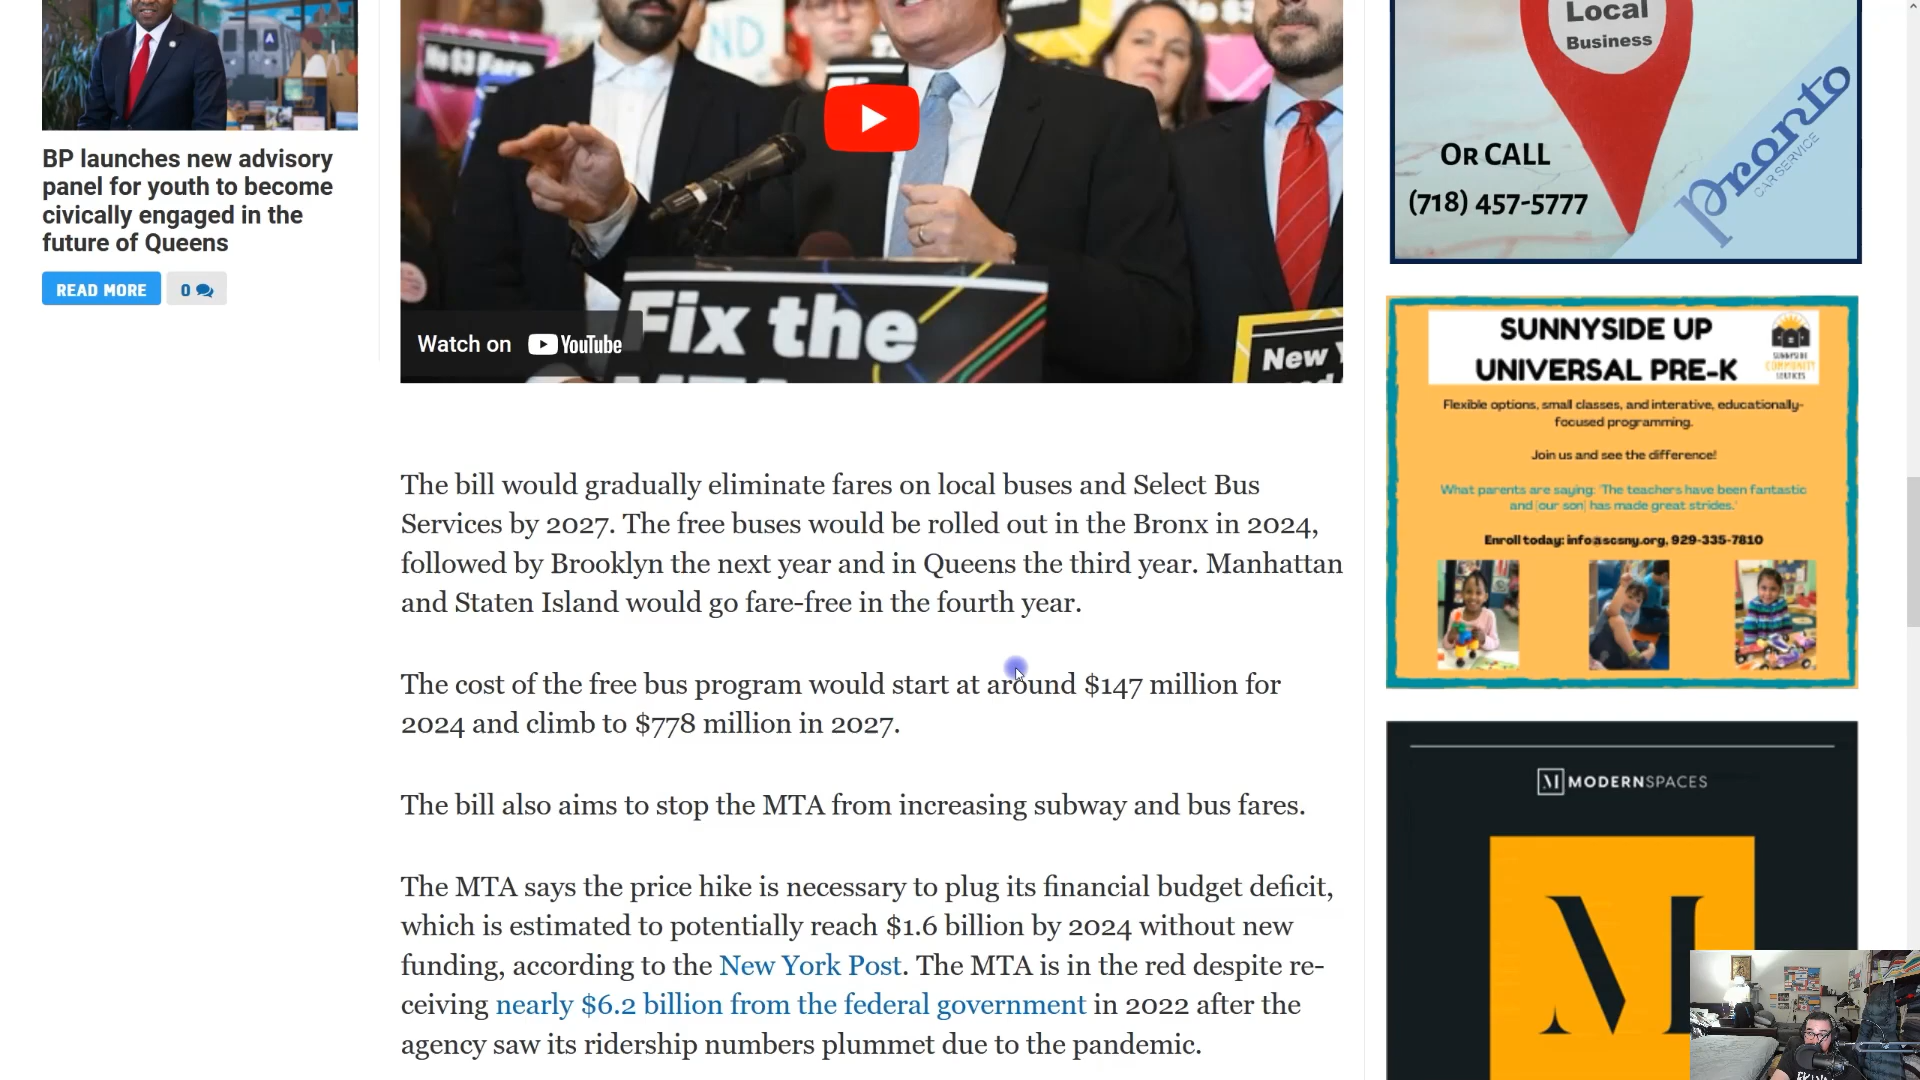 BP launches new advisory
panel for youth to become
civically engaged in the
future of Queens
READ MORE
0
No $3 Fare
ND
Fix the
Watch on YouTube
New Y
The bill would gradually eliminate fares on local buses and Select Bus
Services by 2027. The free buses would be rolled out in the Bronx in 2024,
followed by Brooklyn the next year and in Queens the third year. Manhattan
and Staten Island would go fare-free in the fourth year.
The cost of the free bus program would start at around $147 million for
2024 and climb to $778 million in 2027.
The bill also aims to stop the MTA from increasing subway and bus fares.
The MTA says the price hike is necessary to plug its financial budget deficit,
which is estimated to potentially reach $1.6 billion by 2024 without new
funding, according to the New York Post. The MTA is in the red despite re-
ceiving nearly $6.2 billion from the federal government in 2022 after the
agency saw its ridership numbers plummet due to the pandemic.
Local
Business
OR CALL
(718) 457-5777
Pronto
CAR SERVICE
SUNNYSIDE UP
UNIVERSAL PRE-K
SUNNYSIDE
COMMUNITY
SERVICES
Flexible options, small classes, and interative, educationally-
focused programming.
Join us and see the difference!
What parents are saying: 'The teachers have been fantastic
and [our son] has made great strides.'
Enroll today: info@scsny.org, 929-335-7810
M MODERNSPACES
M